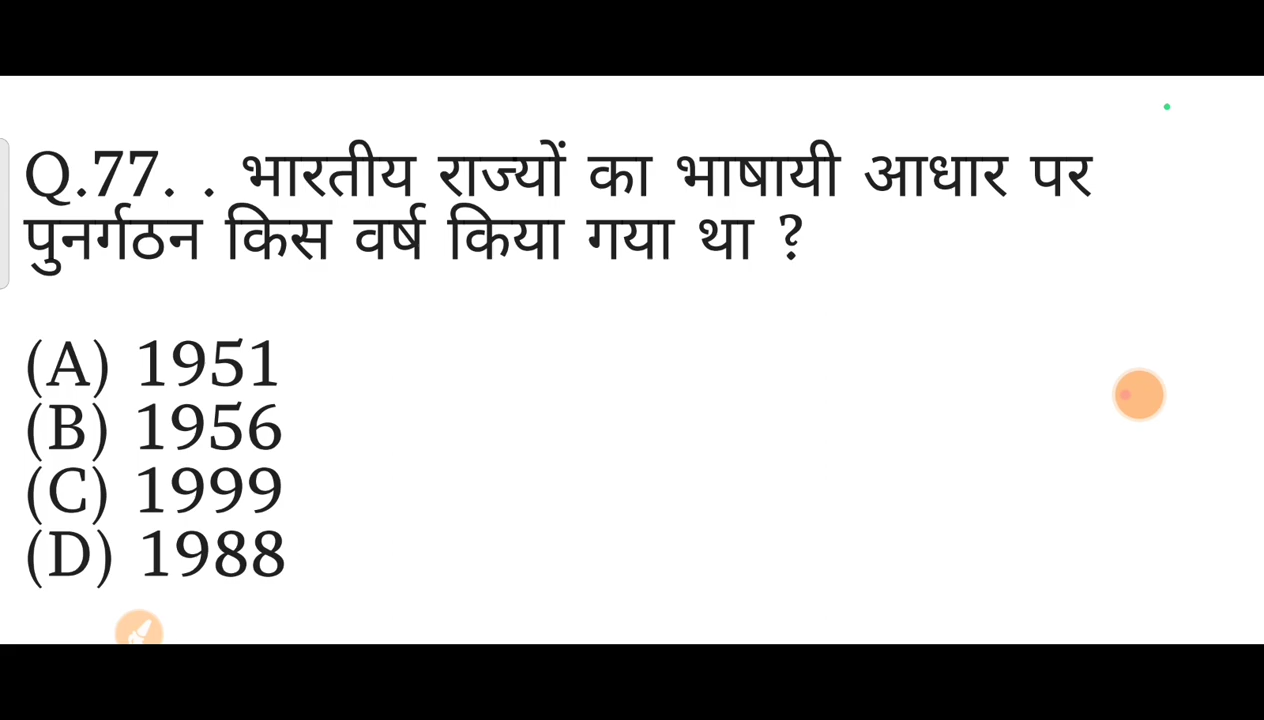 Q.77. . भारतीय राज्यों का भाषायी आधार पर
पुनर्गठन किस वर्ष किया गया था ?
(A) 1951
(B) 1956
(C) 1999
(D) 1988